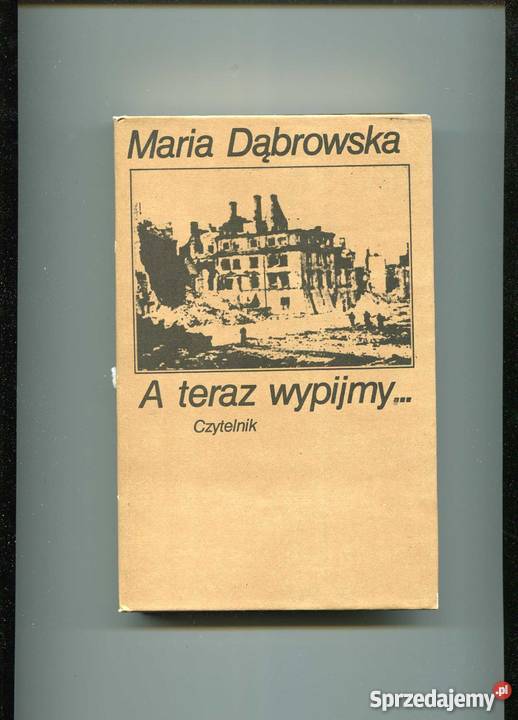 Maria Dąbrowska
A teraz wypijmy...
Czytelnik
Sprzedajemy.pl